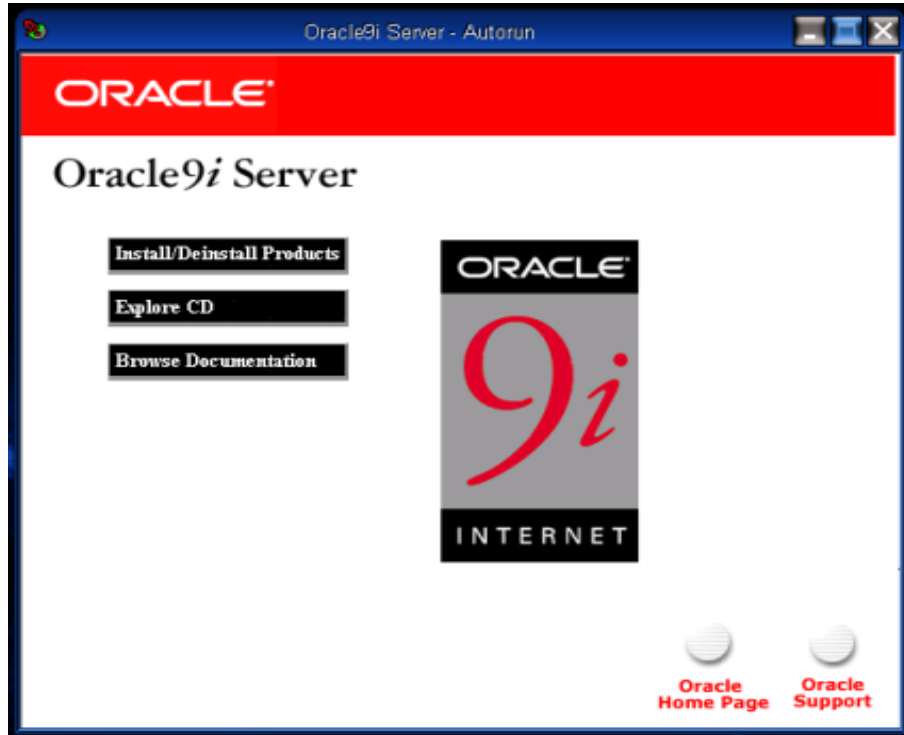 Oracle9i Server - Autorun
ORACLE
Oracle9i Server
Install/Deinstall Products
Explore CD
Browse Documentation
ORACLE
9i
INTERNET
Oracle
Home Page
Oracle
Support